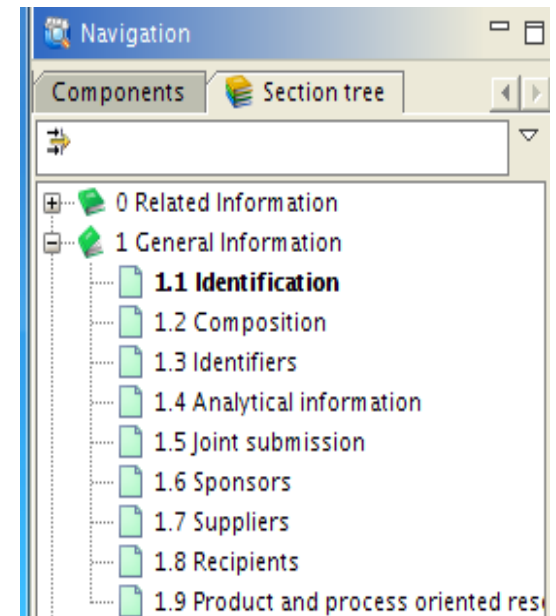 Navigation
Components Section tree
0 Related Information
1 General Information
1.1 Identification
1.2 Composition
1.3 Identifiers
1.4 Analytical information
1.5 Joint submission
1.6 Sponsors
1.7 Suppliers
1.8 Recipients
1.9 Product and process oriented